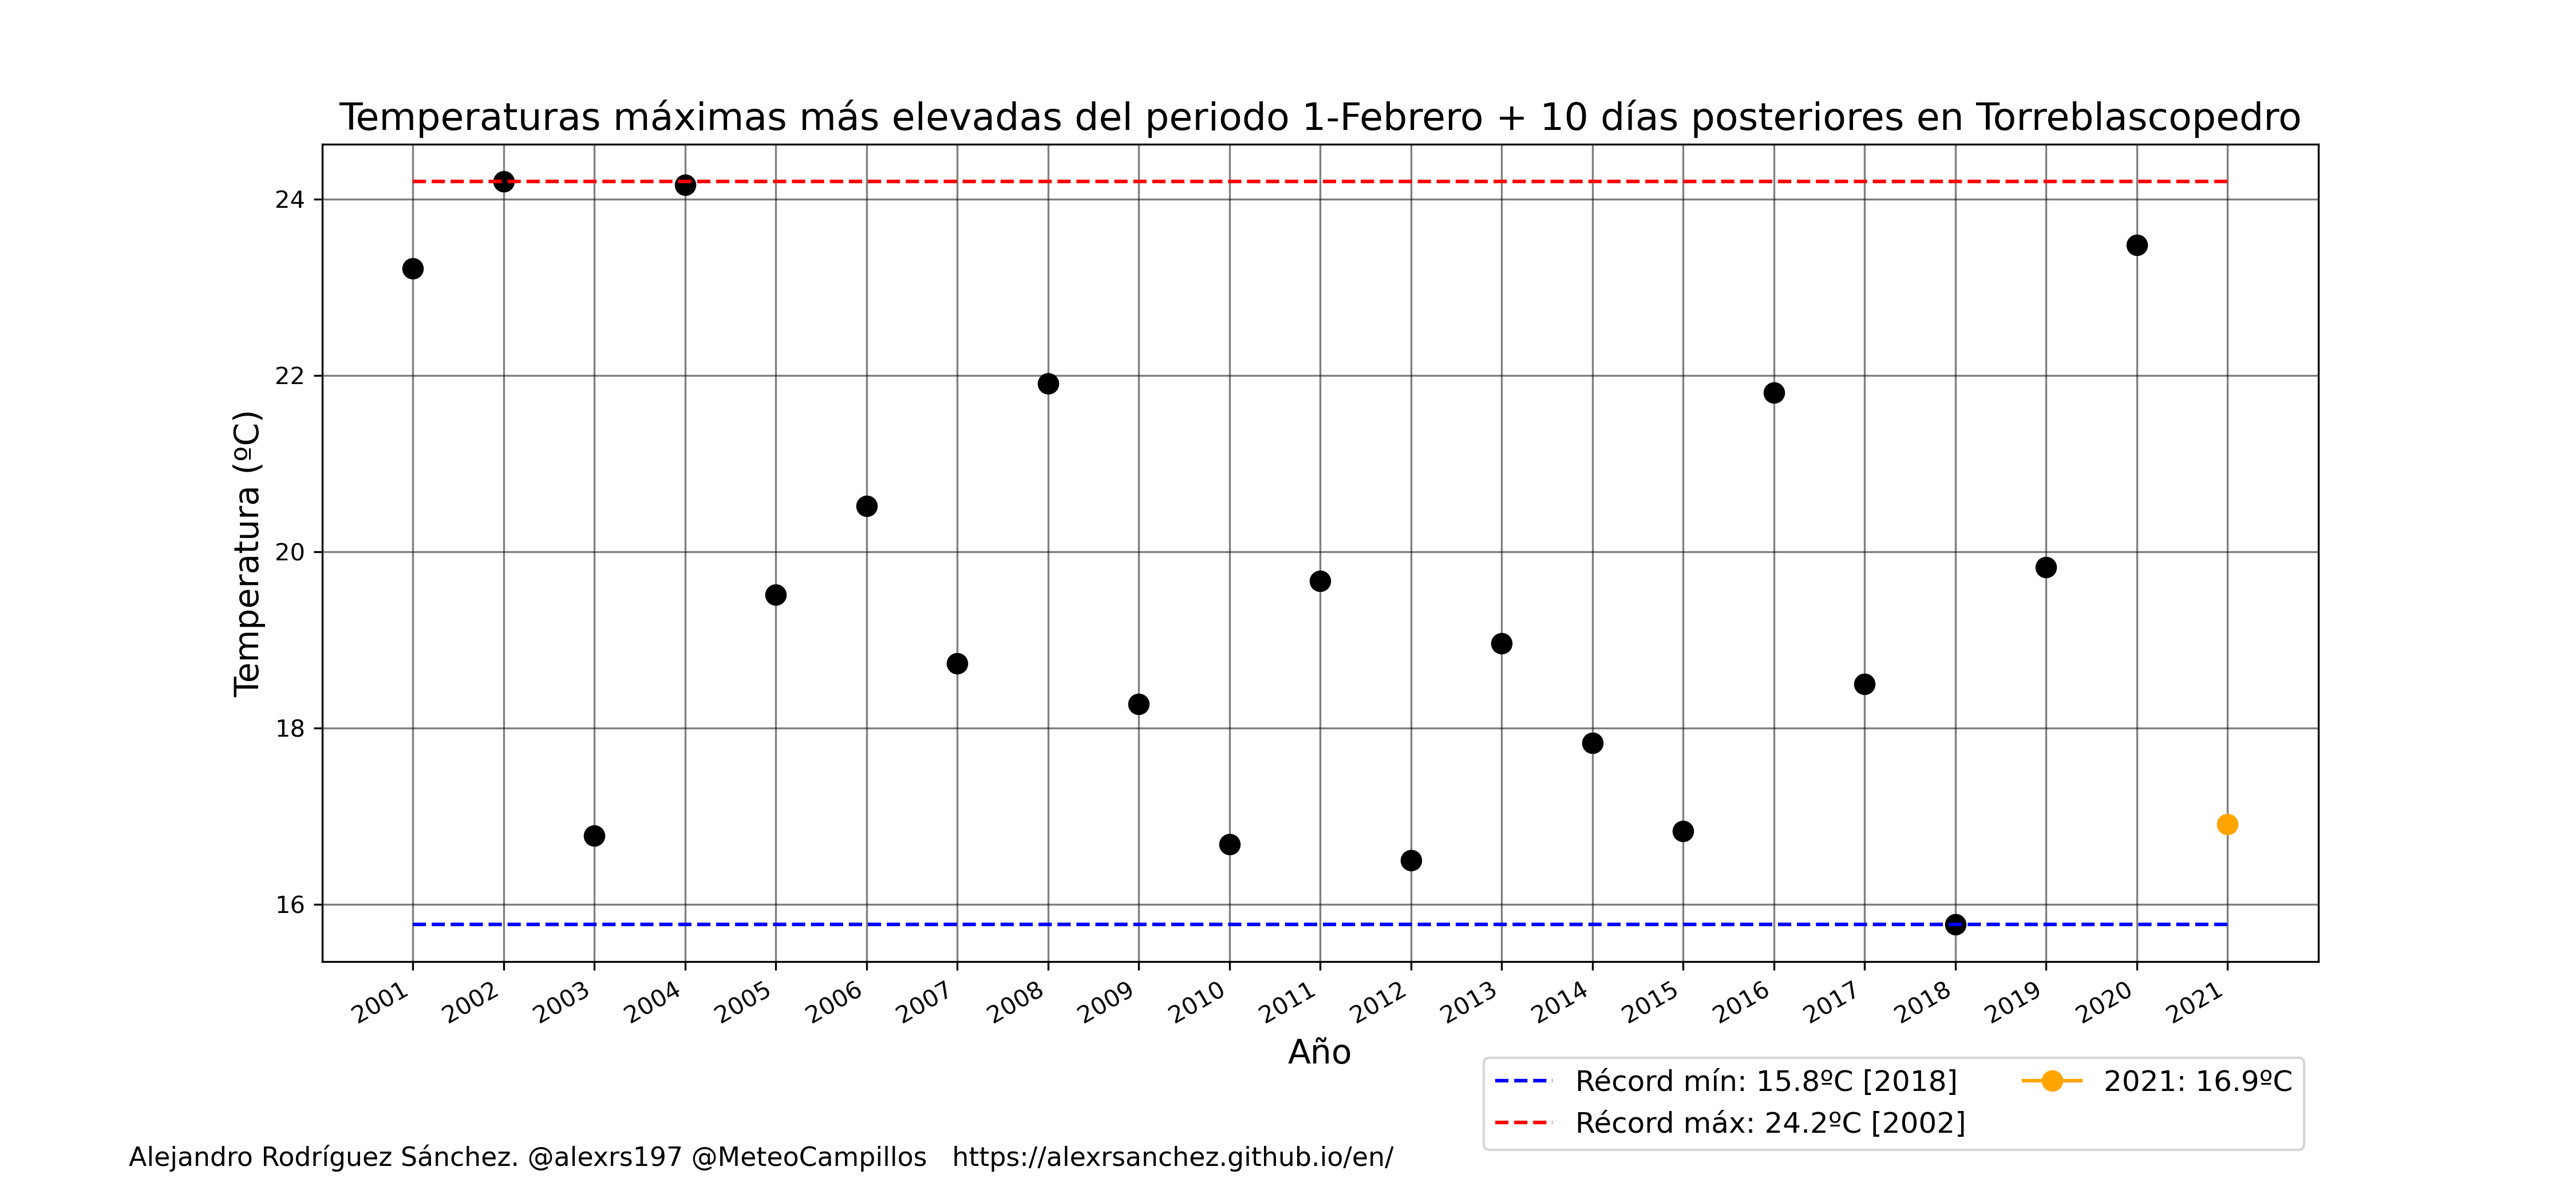 Temperaturas máximas más elevadas del periodo 1-Febrero + 10 días posteriores en Torreblascopedro
Temperatura (ºC)
24
22
20
18
16
2001 2002 2003 2004 2005 2006 2007 2008 2009 2010 2011 2012 2013 2014 2015 2016 2017 2018 2019 2020 2021
Año
Récord mín: 15.8ºC [2018]
Récord máx: 24.2ºC [2002]
2021: 16.9ºC
Alejandro Rodríguez Sánchez. @alexrs197 @MeteoCampillos https://alexrsanchez.github.io/en/